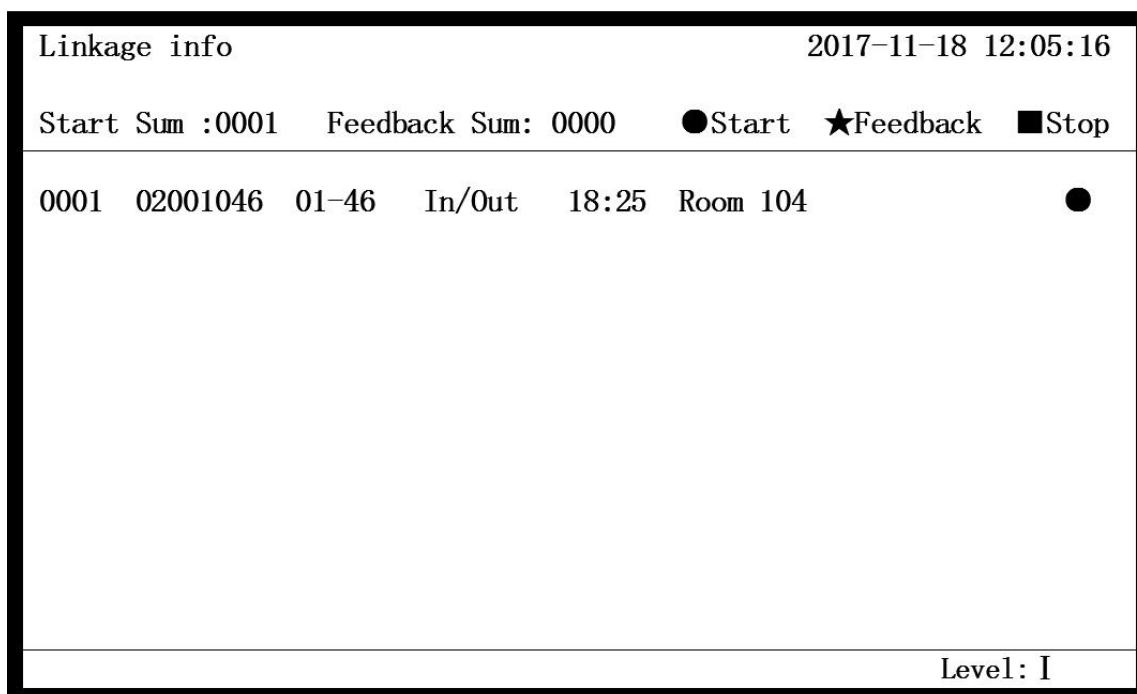 Linkage info 2017-11-18 12:05:16
Start Sum :0001 Feedback Sum: 0000 ●Start ★Feedback ■Stop
0001 02001046 01-46 In/Out 18:25 Room 104 ●
Level: I